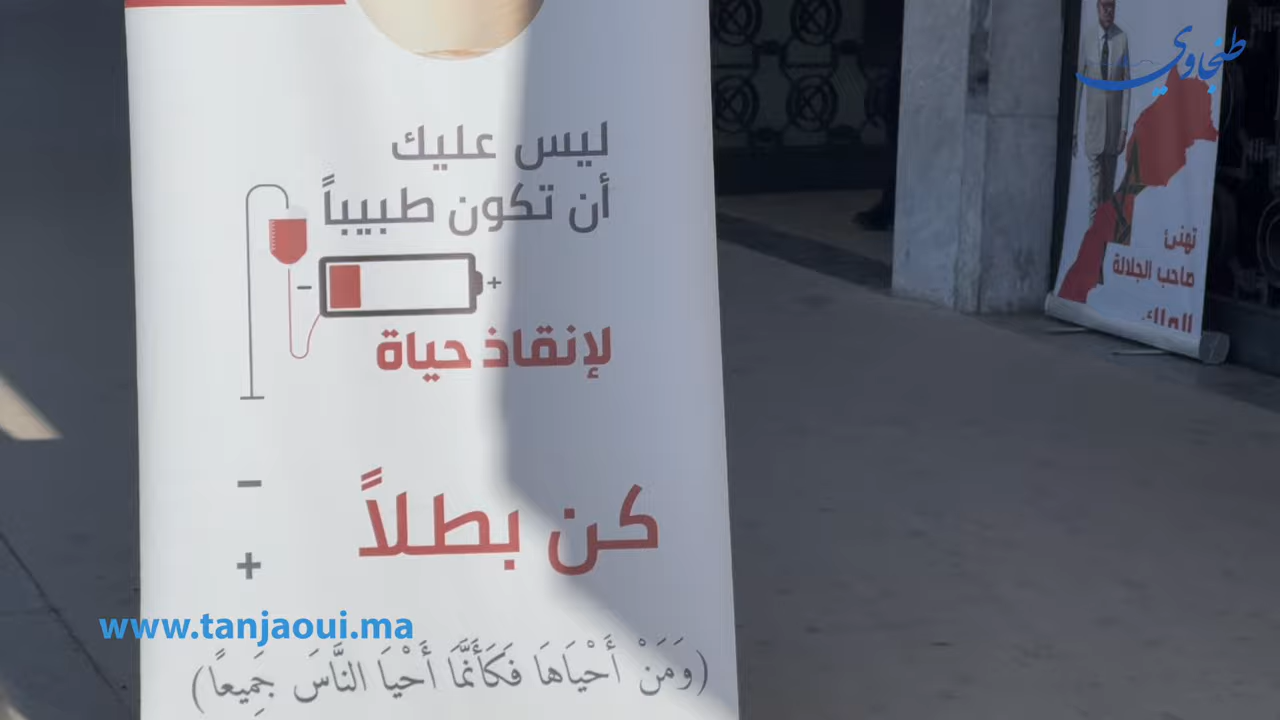 طنجاوي
ليس عليك
أن تكون طبيباً
- +
لإنقاذ حياة
-
كن بطلاً
+
www.tanjaoui.ma
(وَمَنْ أَحْيَاهَا فَكَأَنَّمَا أَحْيَا النَّاسَ جَمِيعًا)
تهنئ
صاحب الجلالة
الملك